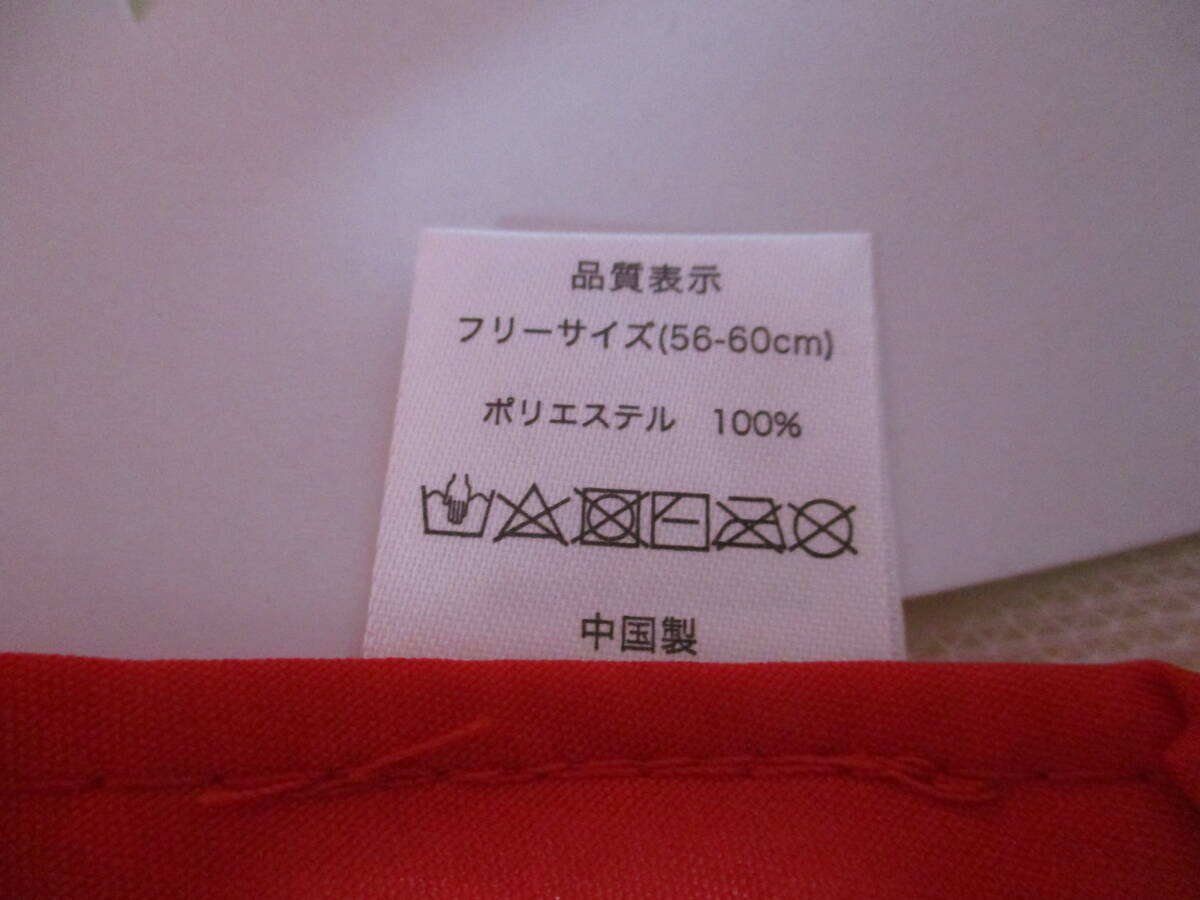 品質表示
フリーサイズ(56-60cm)
ポリエステル 100%
中国製